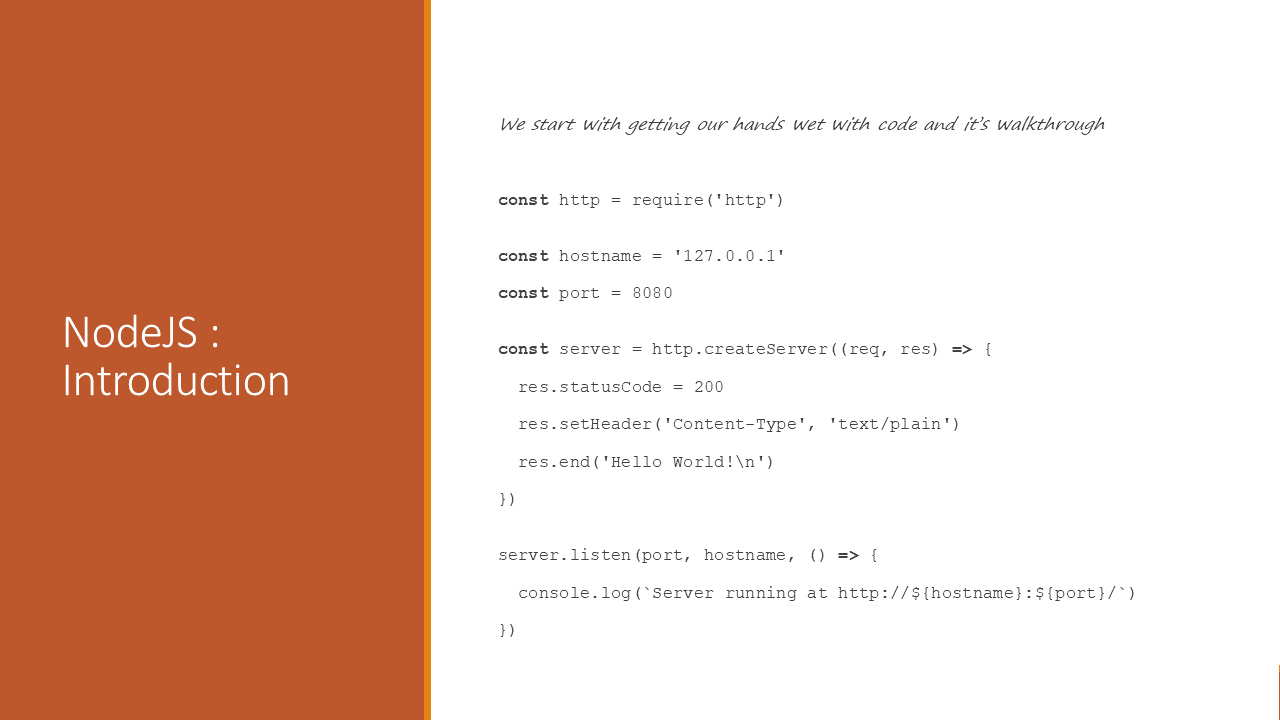 NodeJS :
Introduction
We start with getting our hands wet with code and it's walkthrough
const http = require('http')
const hostname = '127.0.0.1'
const port = 8080
const server = http.createServer((req, res) => {
  res.statusCode = 200
  res.setHeader('Content-Type', 'text/plain')
  res.end('Hello World!\n')
})
server.listen(port, hostname, () => {
  console.log(`Server running at http://${hostname}:${port}/`)
})